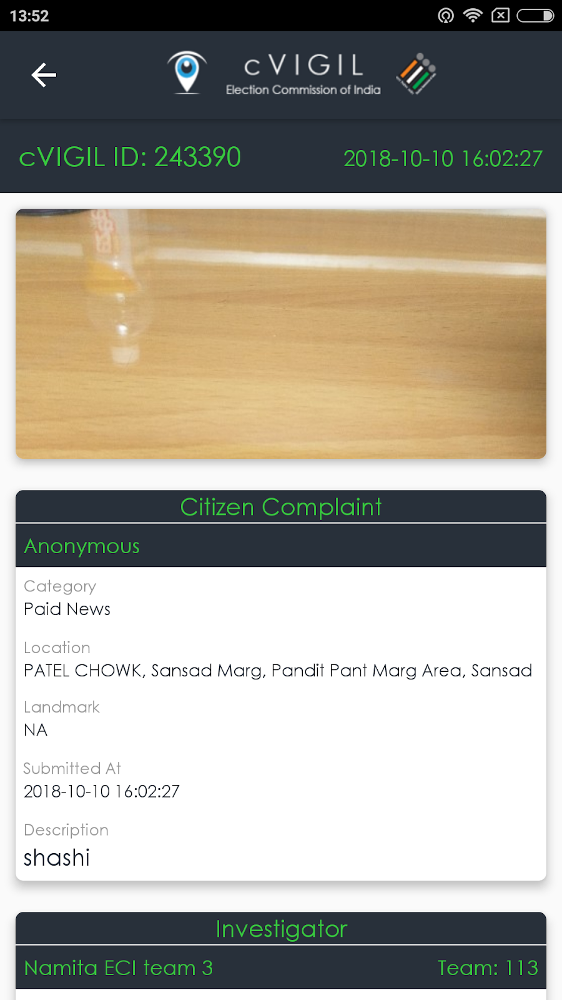 13:52
cVIGIL
Election Commission of India
cVIGIL ID: 243390
2018-10-10 16:02:27
Citizen Complaint
Anonymous
Category
Paid News
Location
PATEL CHOWK, Sansad Marg, Pandit Pant Marg Area, Sansad
Landmark
NA
Submitted At
2018-10-10 16:02:27
Description
shashi
Investigator
Namita ECI team 3
Team: 113